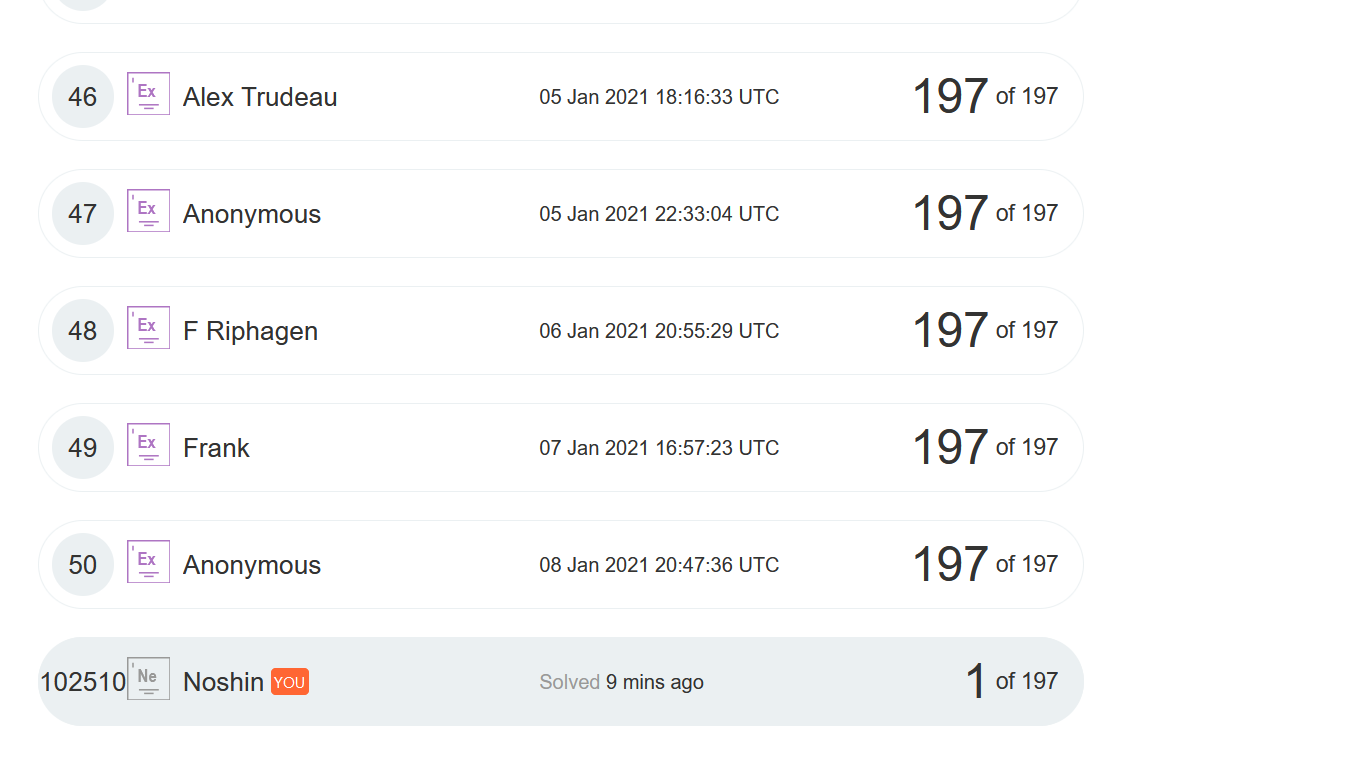 46 Ex Alex Trudeau 05 Jan 2021 18:16:33 UTC 197 of 197
47 Ex Anonymous 05 Jan 2021 22:33:04 UTC 197 of 197
48 Ex F Riphagen 06 Jan 2021 20:55:29 UTC 197 of 197
49 Ex Frank 07 Jan 2021 16:57:23 UTC 197 of 197
50 Ex Anonymous 08 Jan 2021 20:47:36 UTC 197 of 197
102510 Ne Noshin YOU Solved 9 mins ago 1 of 197